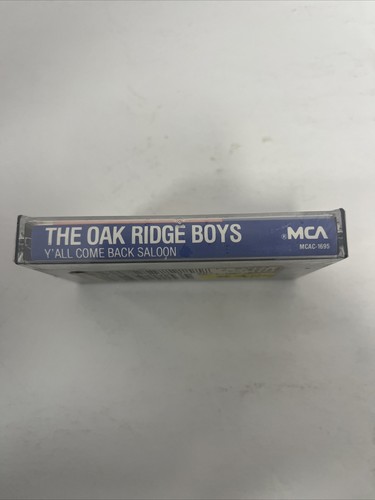 THE OAK RIDGE BOYS
Y'ALL COME BACK SALOON
®MCA
MCAC-1695